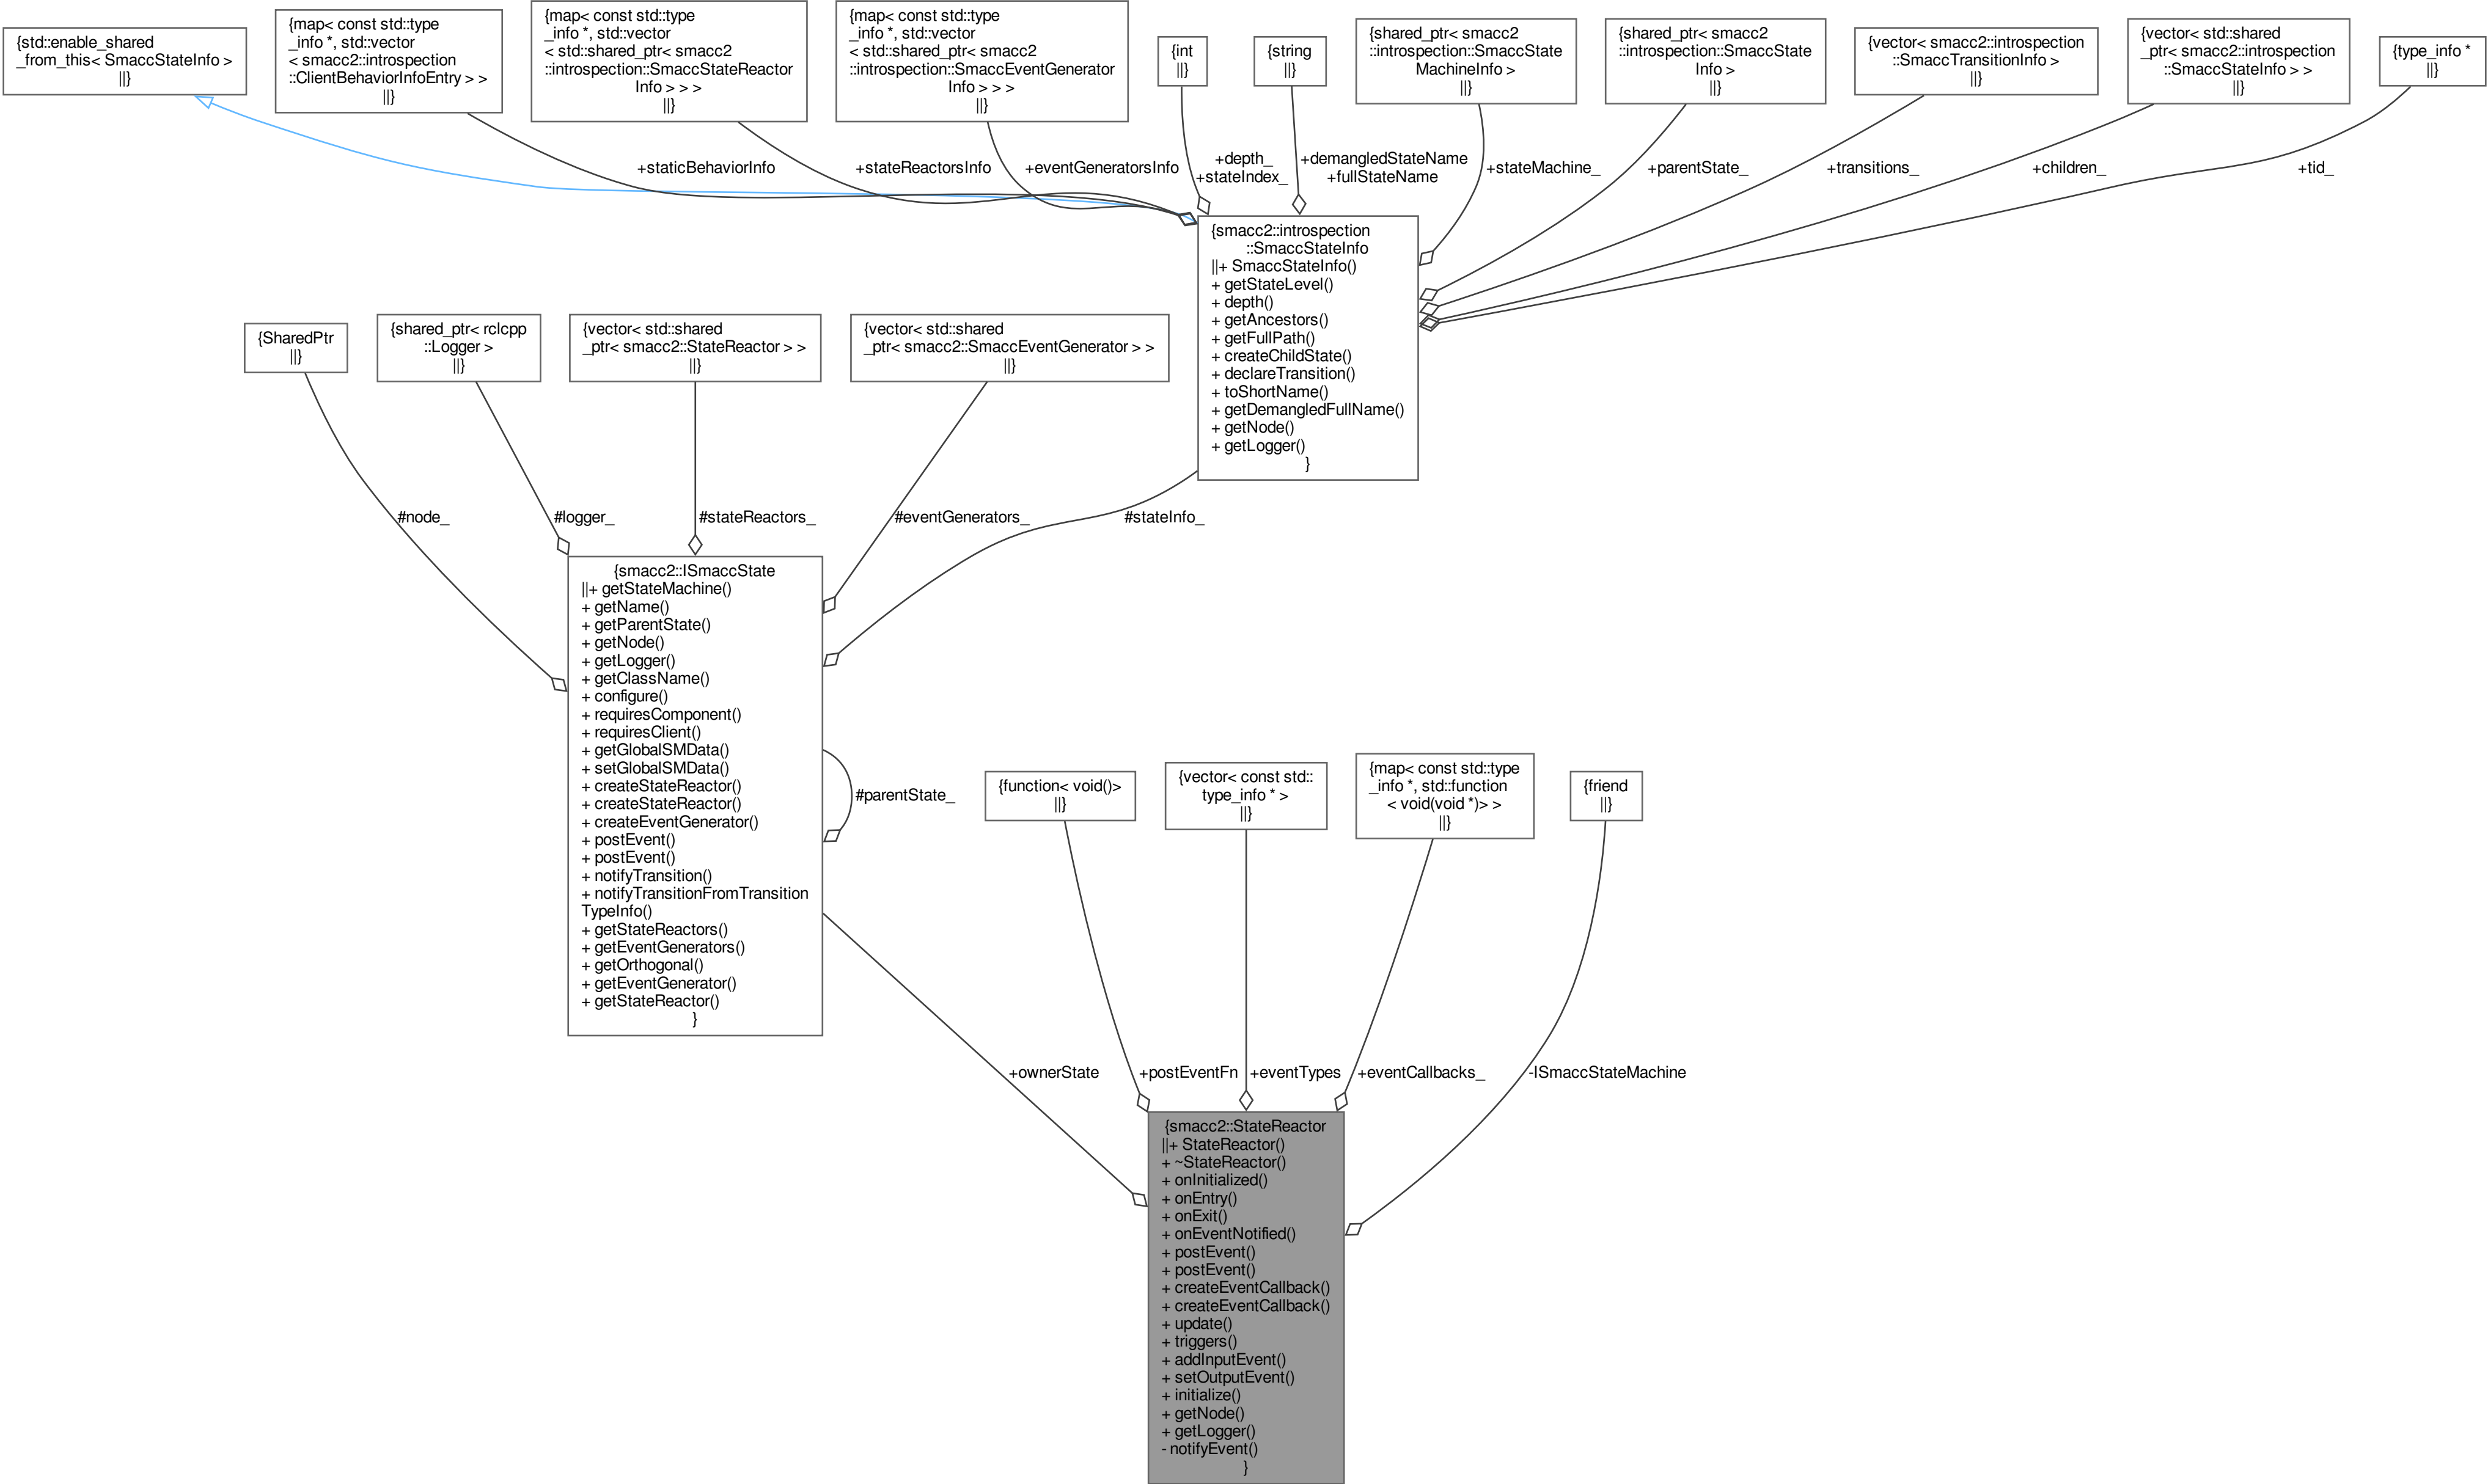 {std::enable_shared
_from_this< SmaccStateInfo >
||}
{map< const std::type
_info *, std::vector
< smacc2::introspection
::ClientBehaviorInfoEntry > >
||}
{map< const std::type
_info *, std::vector
< std::shared_ptr< smacc2
::introspection::SmaccStateReactor
Info > > >
||}
{map< const std::type
_info *, std::vector
< std::shared_ptr< smacc2
::introspection::SmaccEventGenerator
Info > > >
||}
{int
||}
{string
||}
{shared_ptr< smacc2
::introspection::SmaccState
MachineInfo >
||}
{shared_ptr< smacc2
::introspection::SmaccState
Info >
||}
{vector< smacc2::introspection
::SmaccTransitionInfo >
||}
{vector< std::shared
_ptr< smacc2::introspection
::SmaccStateInfo > >
||}
{type_info *
||}
+staticBehaviorInfo
+stateReactorsInfo
+eventGeneratorsInfo
+depth_
+stateIndex_
+demangledStateName
+fullStateName
+stateMachine_
+parentState_
+transitions_
+children_
+tid_
{smacc2::introspection
::SmaccStateInfo
||+ SmaccStateInfo()
+ getStateLevel()
+ depth()
+ getAncestors()
+ getFullPath()
+ createChildState()
+ declareTransition()
+ toShortName()
+ getDemangledFullName()
+ getNode()
+ getLogger()
}
{SharedPtr
||}
{shared_ptr< rclcpp
::Logger >
||}
{vector< std::shared
_ptr< smacc2::StateReactor > >
||}
{vector< std::shared
_ptr< smacc2::SmaccEventGenerator > >
||}
#node_
#logger_
#stateReactors_
#eventGenerators_
#stateInfo_
{smacc2::ISmaccState
||+ getStateMachine()
+ getName()
+ getParentState()
+ getNode()
+ getLogger()
+ getClassName()
+ configure()
+ requiresComponent()
+ requiresClient()
+ getGlobalSMData()
+ setGlobalSMData()
+ createStateReactor()
+ createStateReactor()
+ createEventGenerator()
+ postEvent()
+ postEvent()
+ notifyTransition()
+ notifyTransitionFromTransition
TypeInfo()
+ getStateReactors()
+ getEventGenerators()
+ getOrthogonal()
+ getEventGenerator()
+ getStateReactor()
}
#parentState_
{function< void()>
||}
{vector< const std::
type_info * >
||}
{map< const std::type
_info *, std::function
< void(void *)> >
||}
{friend
||}
+ownerState
+postEventFn
+eventTypes
+eventCallbacks_
-ISmaccStateMachine
{smacc2::StateReactor
||+ StateReactor()
+ ~StateReactor()
+ onInitialized()
+ onEntry()
+ onExit()
+ onEventNotified()
+ postEvent()
+ postEvent()
+ createEventCallback()
+ createEventCallback()
+ update()
+ triggers()
+ addInputEvent()
+ setOutputEvent()
+ initialize()
+ getNode()
+ getLogger()
- notifyEvent()
}